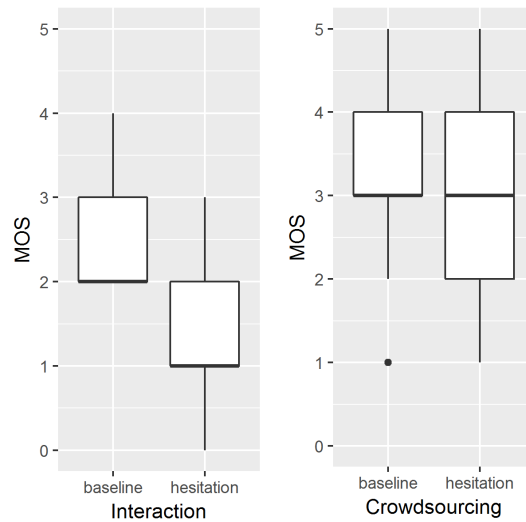 MOS
5
4
3
2
1
0
baseline hesitation
Interaction
MOS
5
4
3
2
1
0
baseline hesitation
Crowdsourcing